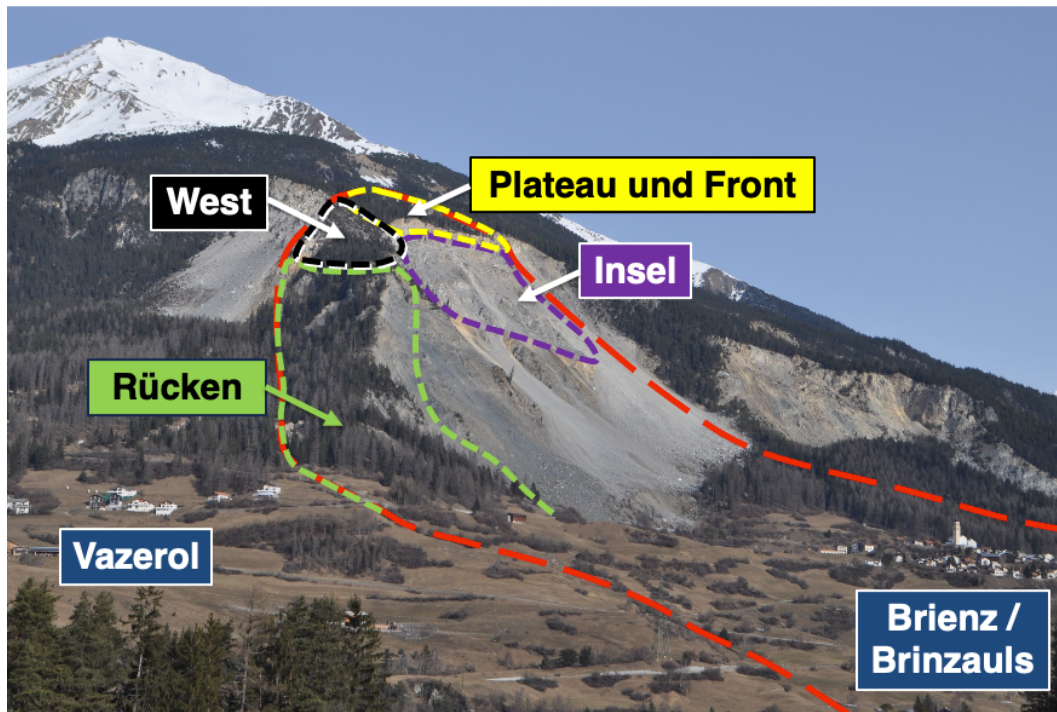 Plateau und Front
West
Insel
Rücken
Vazerol
Brienz /
Brinzauls